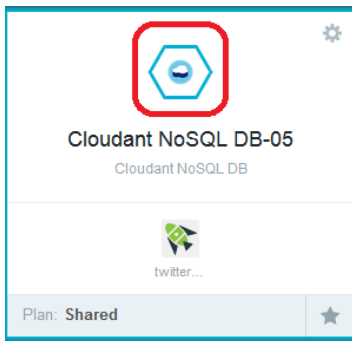 Cloudant NoSQL DB-05
Cloudant NoSQL DB
twitter...
Plan: Shared